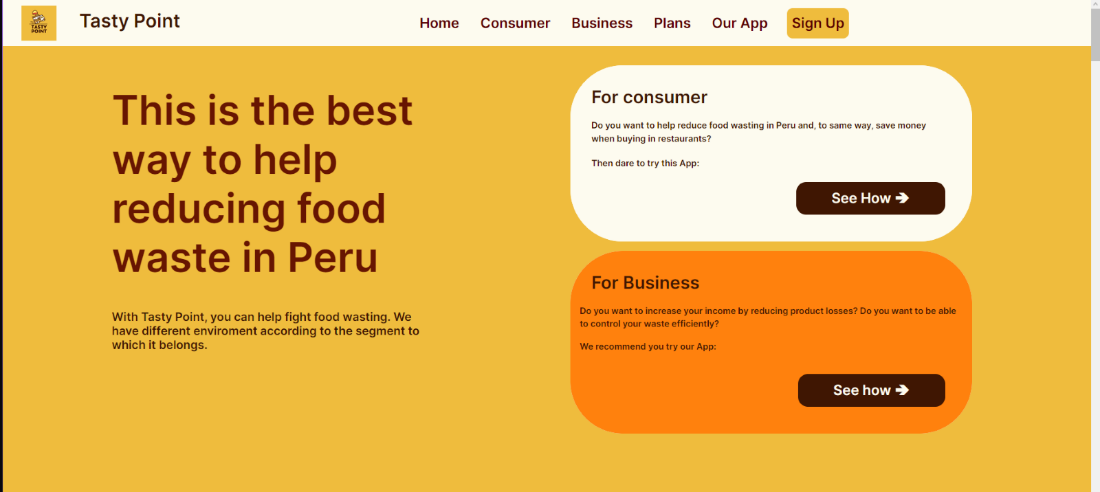 TASTY
POINT
Tasty Point
Home Consumer Business Plans Our App Sign Up
This is the best
way to help
reducing food
waste in Peru
With Tasty Point, you can help fight food wasting. We
have different enviroment according to the segment to
which it belongs.
For consumer
Do you want to help reduce food wasting in Peru and, to same way, save money
when buying in restaurants?
Then dare to try this App:
See How ➔
For Business
Do you want to increase your income by reducing product losses? Do you want to be able
to control your waste efficiently?
We recommend you try our App:
See how ➔